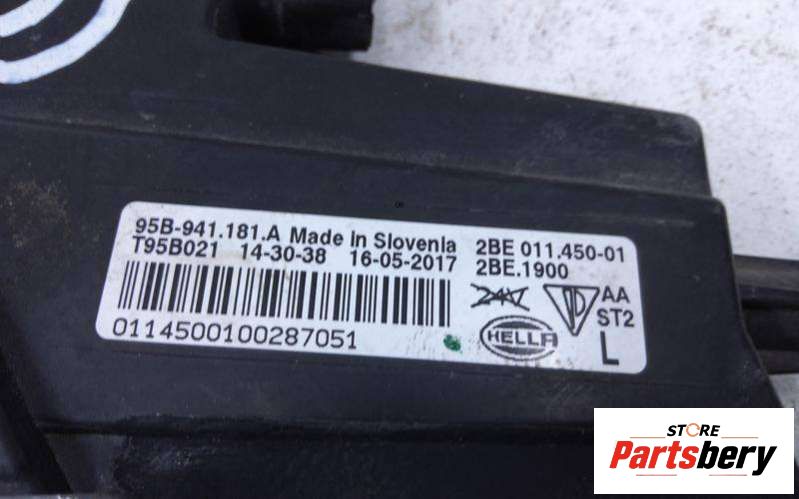 95B-941.181.A Made in Slovenia 2BE 011.450-01
T95B021 14-30-38 16-05-2017 2BE.1900
24V AA
ST2
0114500100287051
HELLA L
STORE
Partsbery